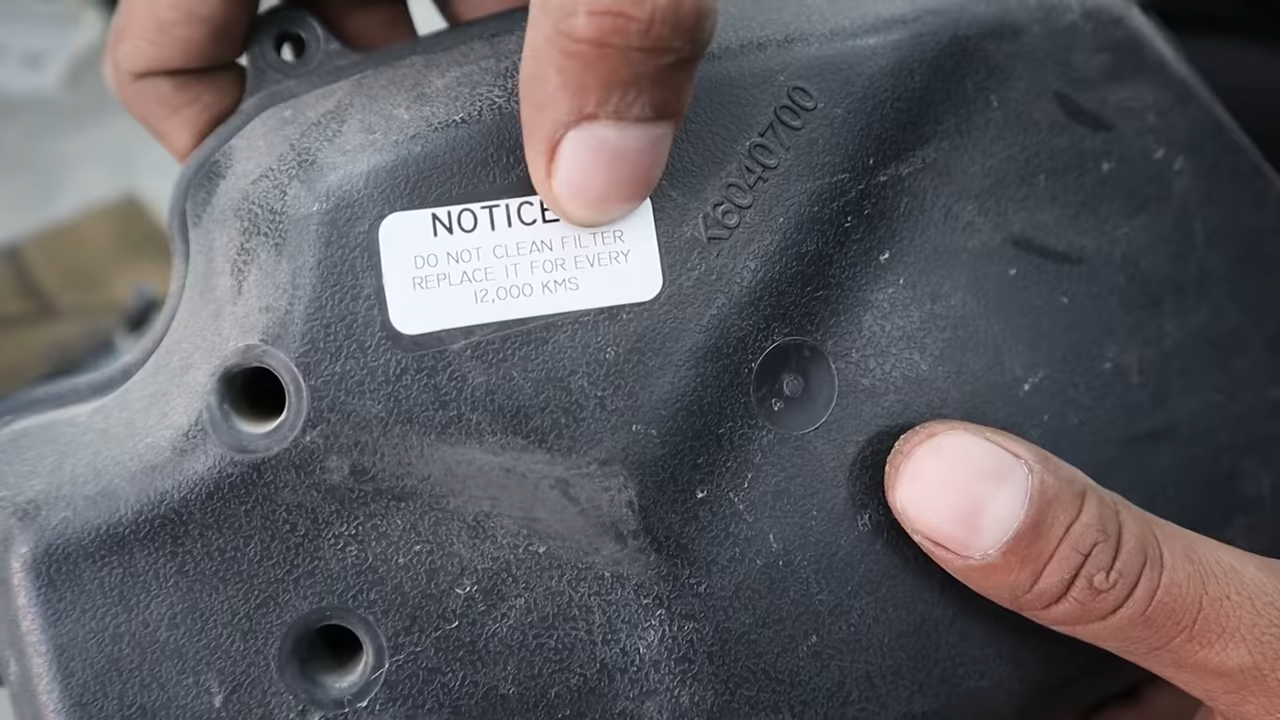 NOTICE
DO NOT CLEAN FILTER
REPLACE IT FOR EVERY
12,000 KMS
K6040700